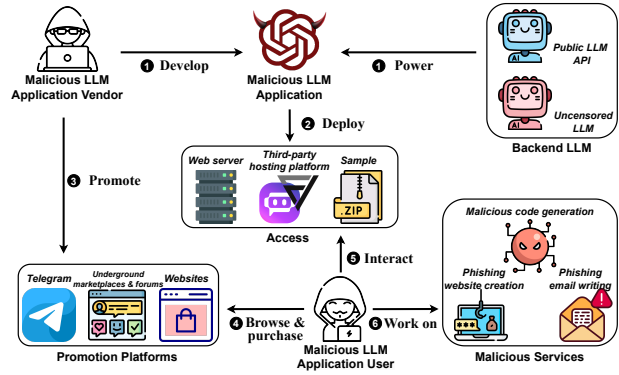 Malicious LLM
Application Vendor
❶ Develop
Malicious LLM
Application
❶ Power
Public LLM
API
AI
Uncensored
LLM
AI
Backend LLM
❷ Deploy
❸ Promote
Web server
Third-party
hosting platform
Sample
.ZIP
Access
Malicious code generation
Phishing
website creation
Phishing
email writing
***
Malicious Services
❺ Interact
Telegram
Underground
marketplaces & forums
Websites
Promotion Platforms
❹ Browse &
purchase
❻ Work on
Malicious LLM
Application User